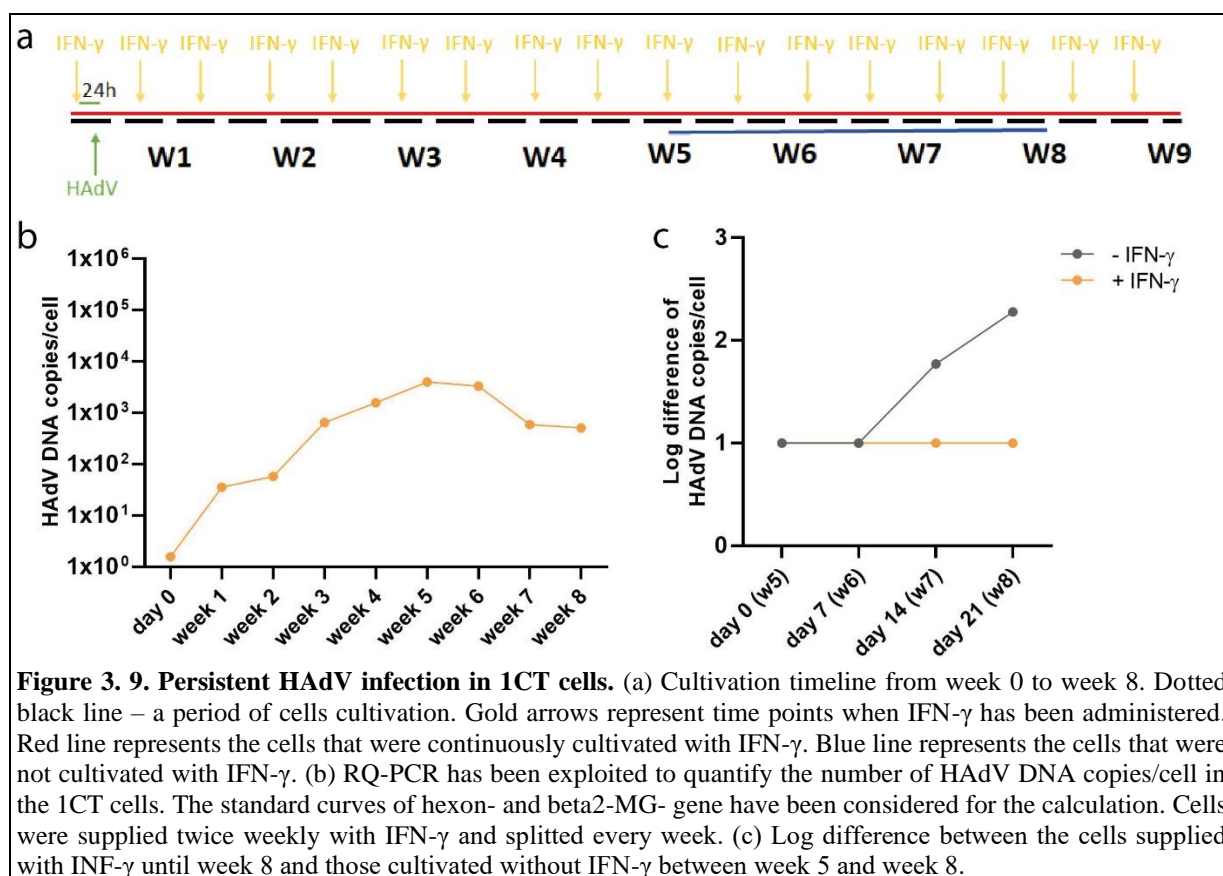 a
IFN-γ IFN-γ IFN-γ IFN-γ IFN-γ IFN-γ IFN-γ IFN-γ IFN-γ IFN-γ IFN-γ IFN-γ IFN-γ IFN-γ IFN-γ IFN-γ IFN-γ
24h
W1 W2 W3 W4 W5 W6 W7 W8 W9
HAdV
b
HAdV DNA copies/cell
1x10⁶
1x10⁵
1x10⁴
1x10³
1x10²
1x10¹
1x10⁰
day 0 week 1 week 2 week 3 week 4 week 5 week 6 week 7 week 8
c
Log difference of
HAdV DNA copies/cell
3
2
1
0
day 0 (w5) day 7 (w6) day 14 (w7) day 21 (w8)
- IFN-γ
+ IFN-γ
Figure 3. 9. Persistent HAdV infection in 1CT cells. (a) Cultivation timeline from week 0 to week 8. Dotted
black line – a period of cells cultivation. Gold arrows represent time points when IFN-γ has been administered.
Red line represents the cells that were continuously cultivated with IFN-γ. Blue line represents the cells that were
not cultivated with IFN-γ. (b) RQ-PCR has been exploited to quantify the number of HAdV DNA copies/cell in
the 1CT cells. The standard curves of hexon- and beta2-MG- gene have been considered for the calculation. Cells
were supplied twice weekly with IFN-γ and splitted every week. (c) Log difference between the cells supplied
with INF-γ until week 8 and those cultivated without IFN-γ between week 5 and week 8.